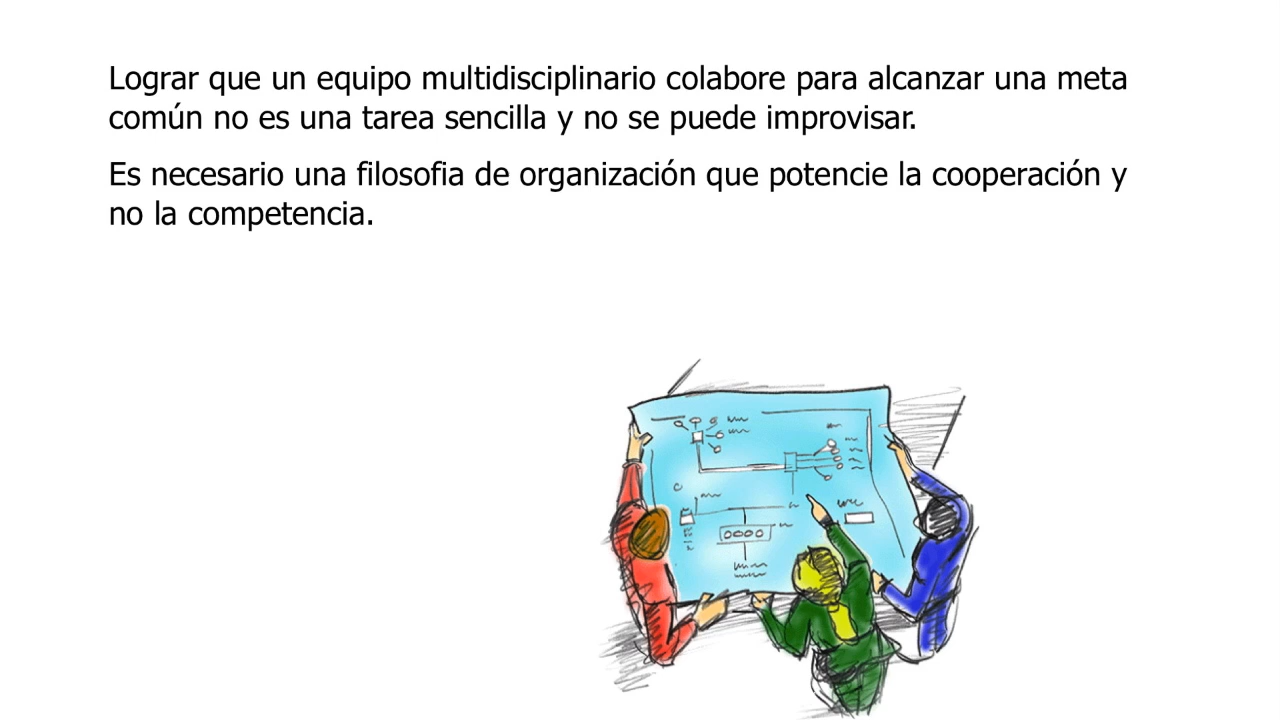 Lograr que un equipo multidisciplinario colabore para alcanzar una meta
común no es una tarea sencilla y no se puede improvisar.
Es necesario una filosofia de organización que potencie la cooperación y
no la competencia.